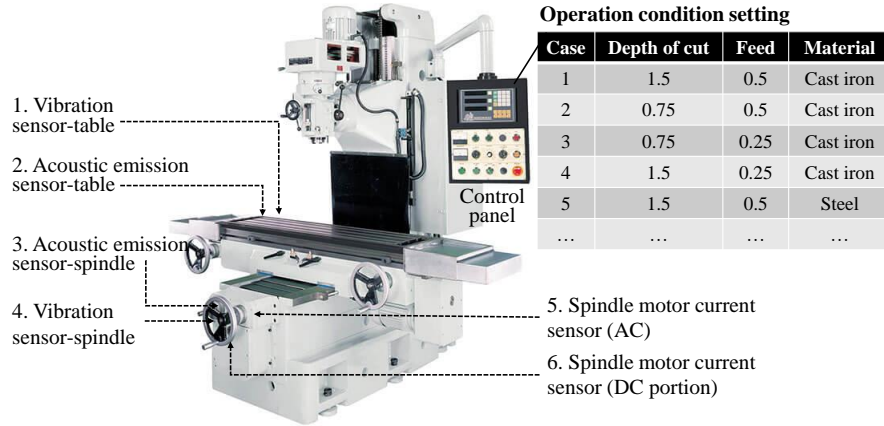 Operation condition setting
Case Depth of cut Feed Material
1 1.5 0.5 Cast iron
2 0.75 0.5 Cast iron
3 0.75 0.25 Cast iron
4 1.5 0.25 Cast iron
5 1.5 0.5 Steel
… … … …
1. Vibration
sensor-table
2. Acoustic emission
sensor-table
Control
panel
3. Acoustic emission
sensor-spindle
4. Vibration
sensor-spindle
5. Spindle motor current
sensor (AC)
6. Spindle motor current
sensor (DC portion)